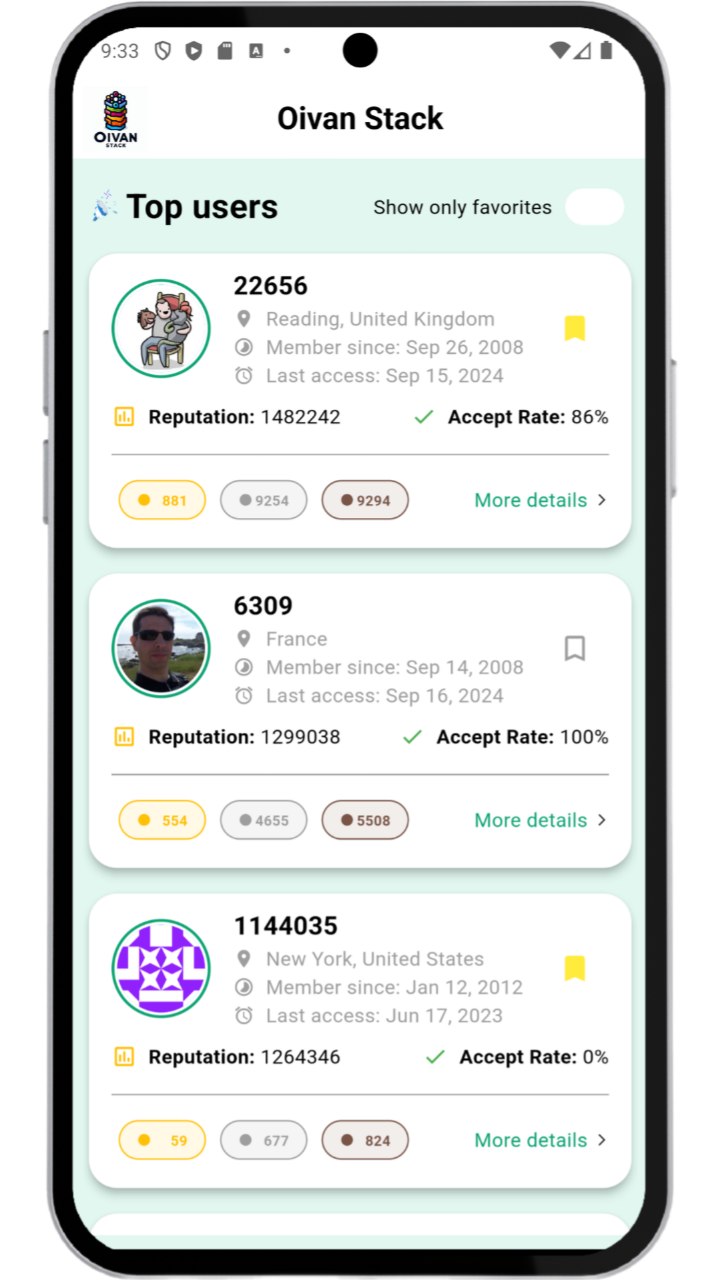 9:33
OIVAN
STACK
Oivan Stack
Top users
Show only favorites
22656
Reading, United Kingdom
Member since: Sep 26, 2008
Last access: Sep 15, 2024
Reputation: 1482242
Accept Rate: 86%
881
9254
9294
More details
6309
France
Member since: Sep 14, 2008
Last access: Sep 16, 2024
Reputation: 1299038
Accept Rate: 100%
554
4655
5508
More details
1144035
New York, United States
Member since: Jan 12, 2012
Last access: Jun 17, 2023
Reputation: 1264346
Accept Rate: 0%
59
677
824
More details